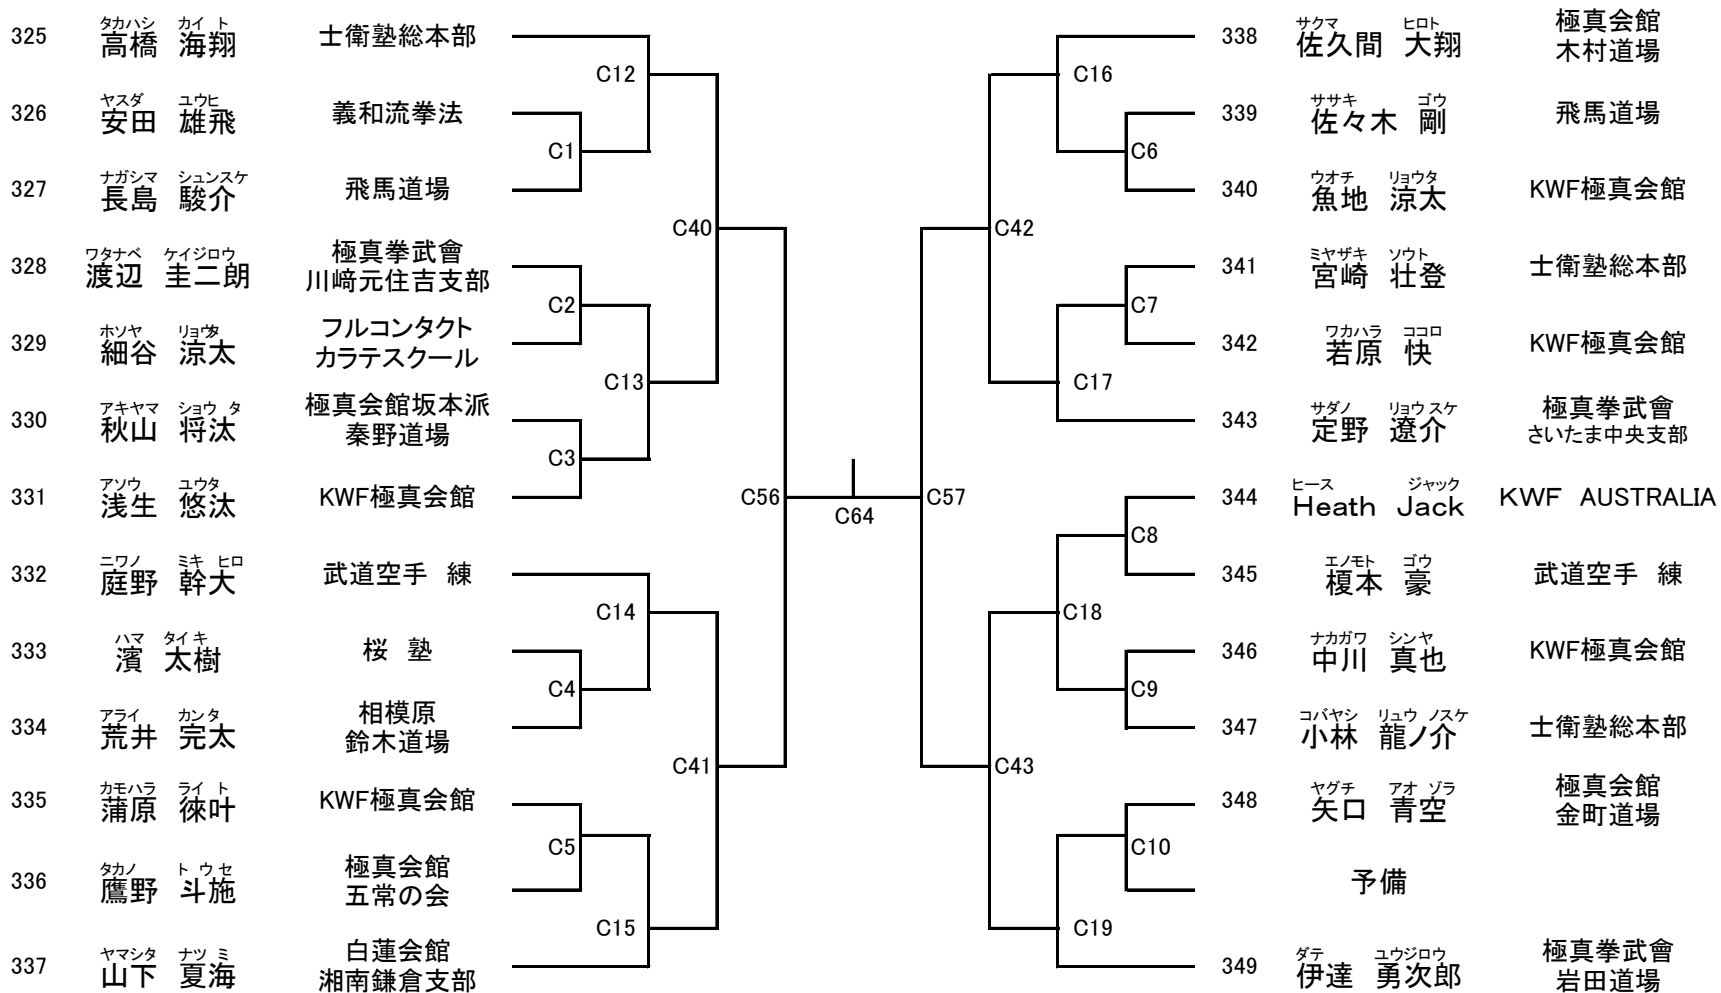 タカハシ カイ ト
325 高橋 海翔 士衛塾総本部
C12
ヤスダ ユウヒ
326 安田 雄飛 義和流拳法
C1
ナガシマ シュンスケ
327 長島 駿介 飛馬道場
C40
ワタナベ ケイジロウ
328 渡辺 圭二朗 極真拳武會
川﨑元住吉支部
C2
ホソヤ リョウタ
329 細谷 涼太 フルコンタクト
カラテスクール
C13
アキヤマ ショウ タ
330 秋山 将汰 極真会館坂本派
秦野道場
C3
アソウ ユウタ
331 浅生 悠汰 KWF極真会館
C56
C64
ニワノ ミキ ヒロ
332 庭野 幹大 武道空手 練
C14
ハマ タイ キ
333 濱 太樹 桜 塾
C4
アライ カンタ
334 荒井 完太 相模原
鈴木道場
C41
カモハラ ライ ト
335 蒲原 徠叶 KWF極真会館
C5
タカノ ト ウ セ
336 鷹野 斗施 極真会館
五常の会
C15
ヤマシタ ナツ ミ
337 山下 夏海 白蓮会館
湘南鎌倉支部
サクマ ヒロト
338 佐久間 大翔 極真会館
木村道場
C16
ササキ ゴウ
339 佐々木 剛 飛馬道場
C6
ウオチ リョウタ
340 魚地 涼太 KWF極真会館
C42
ミヤザキ ソウト
341 宮崎 壮登 士衛塾総本部
C7
ワカハラ ココロ
342 若原 快 KWF極真会館
C17
サダノ リョウ スケ
343 定野 遼介 極真拳武會
さいたま中央支部
C57
ヒース ジャック
344 Heath Jack KWF AUSTRALIA
C8
エノモト ゴウ
345 榎本 豪 武道空手 練
C18
ナカガワ シンヤ
346 中川 真也 KWF極真会館
C9
コバヤシ リュウ ノスケ
347 小林 龍ノ介 士衛塾総本部
C43
ヤグチ アオ ゾラ
348 矢口 青空 極真会館
金町道場
C10
予備
C19
ダテ ユウジロウ
349 伊達 勇次郎 極真拳武會
岩田道場